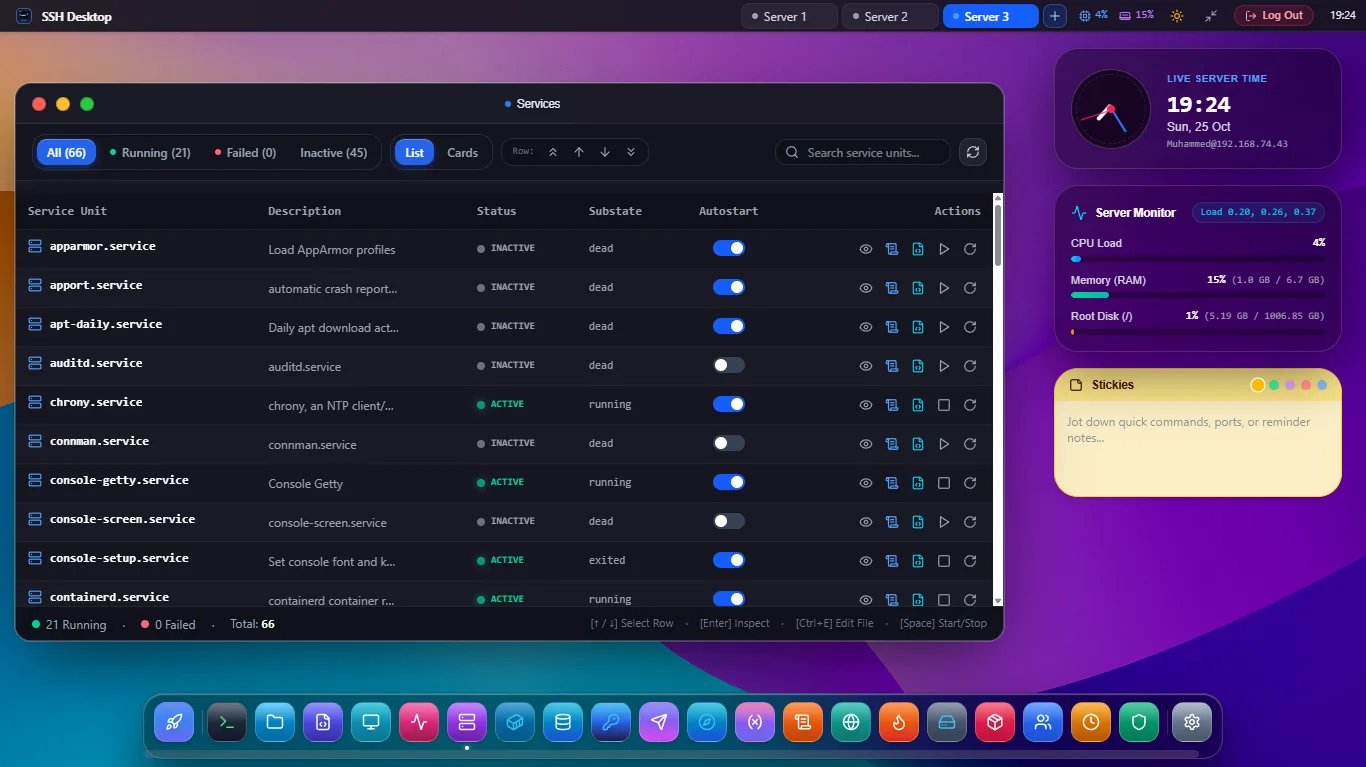 SSH Desktop
Server 1
Server 2
Server 3
4%
15%
Log Out
19:24
Services
All (66)
Running (21)
Failed (0)
Inactive (45)
List
Cards
Row:
Search service units...
Service Unit Description Status Substate Autostart Actions
apparmor.service Load AppArmor profiles INACTIVE dead
apport.service automatic crash report... INACTIVE dead
apt-daily.service Daily apt download act... INACTIVE dead
auditd.service auditd.service INACTIVE dead
chrony.service chrony, an NTP client/... ACTIVE running
connman.service connman.service INACTIVE dead
console-getty.service Console Getty ACTIVE running
console-screen.service console-screen.service INACTIVE dead
console-setup.service Set console font and k... ACTIVE exited
containerd.service containerd container r... ACTIVE running
21 Running · 0 Failed · Total: 66
[↑ / ↓] Select Row · [Enter] Inspect · [Ctrl+E] Edit File · [Space] Start/Stop
LIVE SERVER TIME
19:24
Sun, 25 Oct
Muhammed@192.168.74.43
Server Monitor
Load 0.20, 0.26, 0.37
CPU Load 4%
Memory (RAM) 15% (1.0 GB / 6.7 GB)
Root Disk (/) 1% (5.19 GB / 1006.85 GB)
Stickies
Jot down quick commands, ports, or reminder
notes...